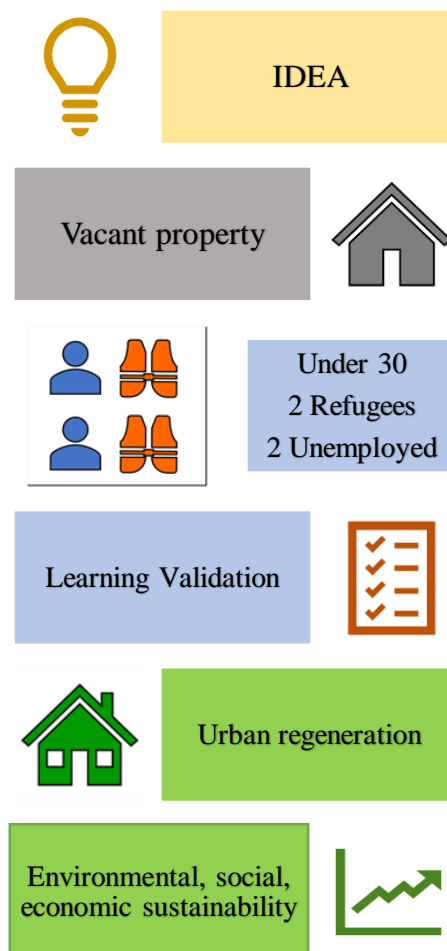 IDEA
Vacant property
Under 30
2 Refugees
2 Unemployed
Learning Validation
Urban regeneration
Environmental, social,
economic sustainability